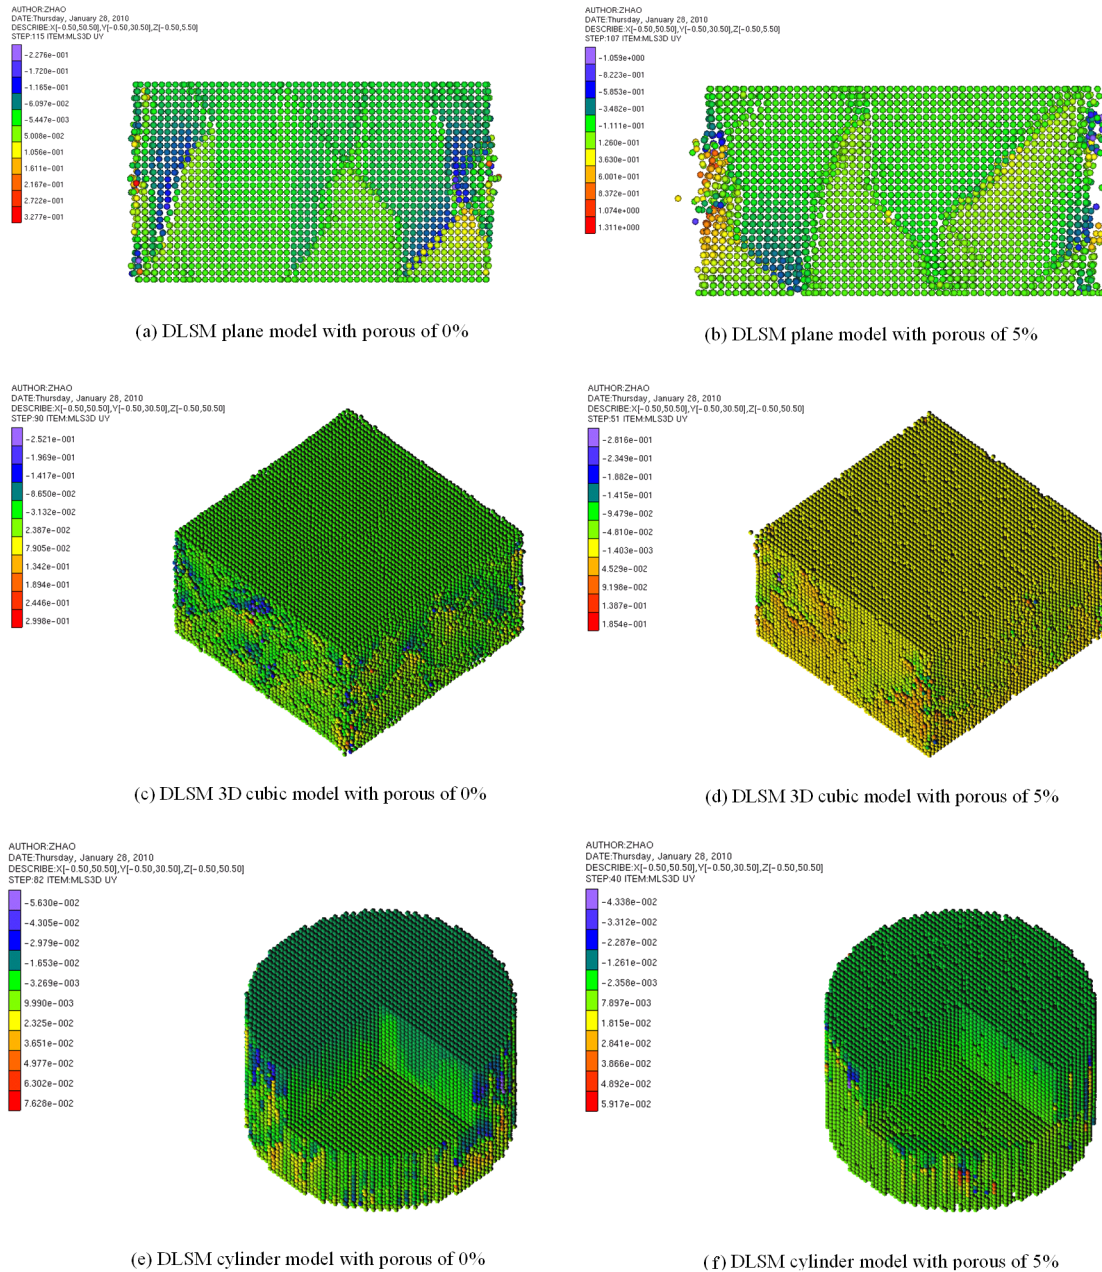 AUTHOR:ZHAO
DATE:Thursday, January 28, 2010
DESCRIBE:X[-0.50,50.50],Y[-0.50,30.50],Z[-0.50,5.50]
STEP:115 ITEM:MLS3D UY
-2.276e-001
-1.720e-001
-1.165e-001
-6.097e-002
-5.447e-003
5.008e-002
1.056e-001
1.611e-001
2.167e-001
2.722e-001
3.277e-001
(a) DLSM plane model with porous of 0%
AUTHOR:ZHAO
DATE:Thursday, January 28, 2010
DESCRIBE:X[-0.50,50.50],Y[-0.50,30.50],Z[-0.50,5.50]
STEP:107 ITEM:MLS3D UY
-1.059e+000
-8.223e-001
-5.853e-001
-3.482e-001
-1.111e-001
1.260e-001
3.630e-001
6.001e-001
8.372e-001
1.074e+000
1.311e+000
(b) DLSM plane model with porous of 5%
AUTHOR:ZHAO
DATE:Thursday, January 28, 2010
DESCRIBE:X[-0.50,50.50],Y[-0.50,30.50],Z[-0.50,50.50]
STEP:90 ITEM:MLS3D UY
-2.521e-001
-1.969e-001
-1.417e-001
-8.650e-002
-3.132e-002
2.387e-002
7.905e-002
1.342e-001
1.894e-001
2.446e-001
2.998e-001
(c) DLSM 3D cubic model with porous of 0%
AUTHOR:ZHAO
DATE:Thursday, January 28, 2010
DESCRIBE:X[-0.50,50.50],Y[-0.50,30.50],Z[-0.50,50.50]
STEP:51 ITEM:MLS3D UY
-2.816e-001
-2.349e-001
-1.882e-001
-1.415e-001
-9.479e-002
-4.810e-002
-1.403e-003
4.529e-002
9.198e-002
1.387e-001
1.854e-001
(d) DLSM 3D cubic model with porous of 5%
AUTHOR:ZHAO
DATE:Thursday, January 28, 2010
DESCRIBE:X[-0.50,50.50],Y[-0.50,30.50],Z[-0.50,50.50]
STEP:82 ITEM:MLS3D UY
-5.630e-002
-4.305e-002
-2.979e-002
-1.653e-002
-3.269e-003
9.990e-003
2.325e-002
3.651e-002
4.977e-002
6.302e-002
7.628e-002
(e) DLSM cylinder model with porous of 0%
AUTHOR:ZHAO
DATE:Thursday, January 28, 2010
DESCRIBE:X[-0.50,50.50],Y[-0.50,30.50],Z[-0.50,50.50]
STEP:40 ITEM:MLS3D UY
-4.338e-002
-3.312e-002
-2.287e-002
-1.261e-002
-2.358e-003
7.897e-003
1.815e-002
2.841e-002
3.866e-002
4.892e-002
5.917e-002
(f) DLSM cylinder model with porous of 5%